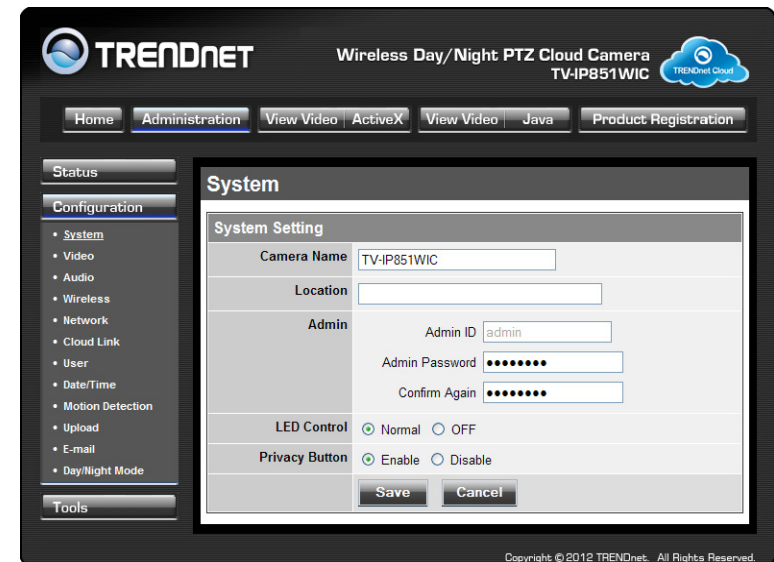 TRENDnet
Wireless Day/Night PTZ Cloud Camera
TV-IP851WIC
TRENDnet Cloud
Home
Administration
View Video | ActiveX
View Video | Java
Product Registration
Status
Configuration
• System
• Video
• Audio
• Wireless
• Network
• Cloud Link
• User
• Date/Time
• Motion Detection
• Upload
• E-mail
• Day/Night Mode
Tools
System
System Setting
Camera Name TV-IP851WIC
Location
Admin
Admin ID admin
Admin Password ●●●●●●●●
Confirm Again ●●●●●●●●
LED Control Normal OFF
Privacy Button Enable Disable
Save Cancel
Copyright © 2012 TRENDnet. All Rights Reserved.